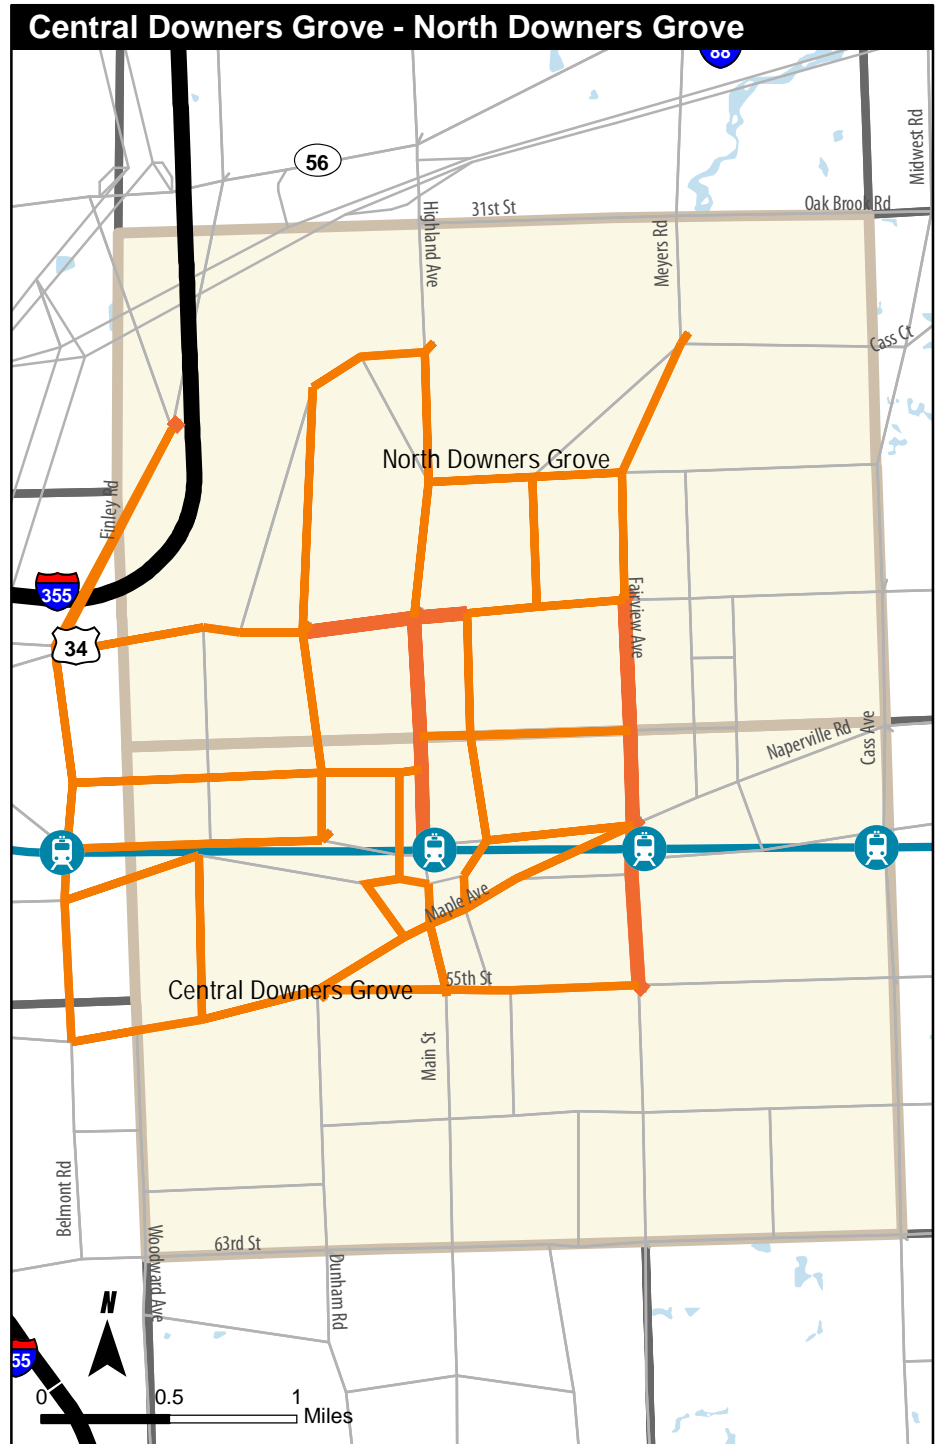 Central Downers Grove - North Downers Grove
88
Midwest Rd
56
31st St
Oak Brook Rd
Highland Ave
Meyers Rd
Cass Ct
North Downers Grove
Finley Rd
355
34
Fairview Ave
Naperville Rd
Cass Ave
Maple Ave
55th St
Central Downers Grove
Main St
Belmont Rd
Woodward Ave
63rd St
Dunham Rd
N
55
0 0.5 1
Miles